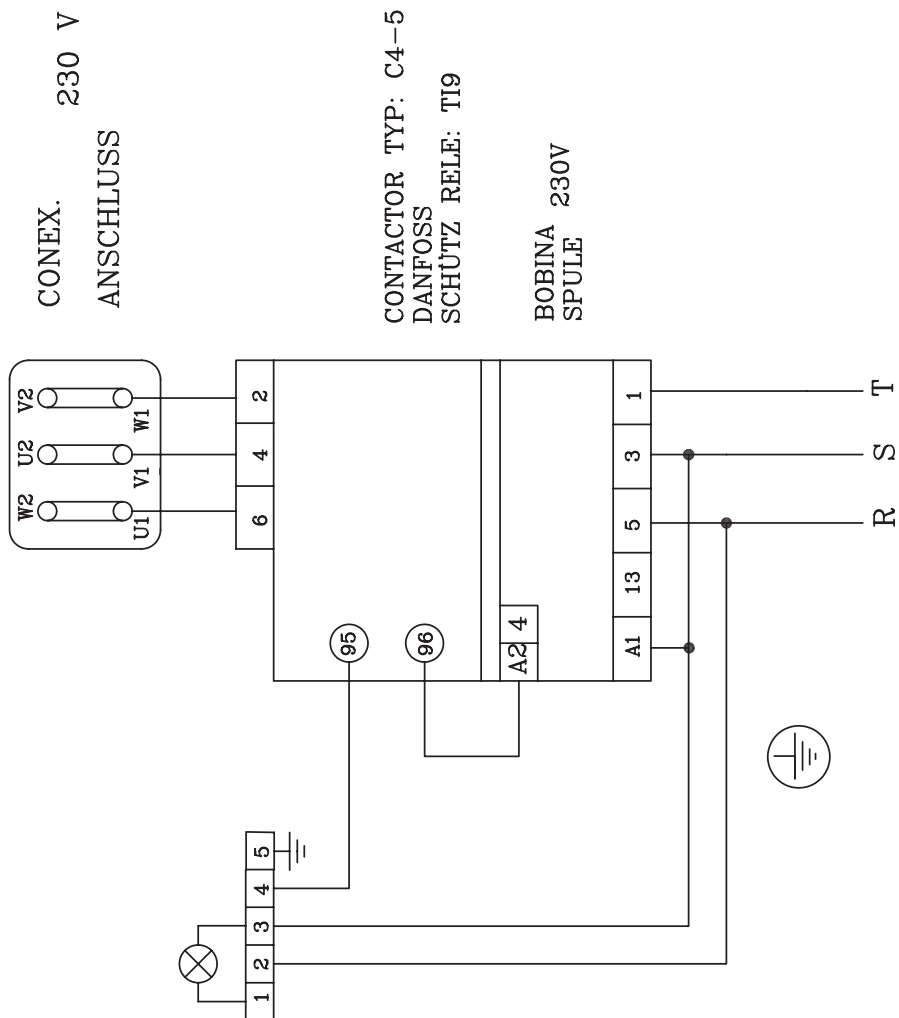 CONEX. 230 V
ANSCHLUSS
V2
U2
W2
W1
V1
U1
2
4
6
CONTACTOR TYP: C4-5
DANFOSS
SCHÜTZ RELE: TI9
95
96
A2
4
BOBINA 230V
SPULE
1
3
5
13
A1
T
S
R
5
4
3
2
1